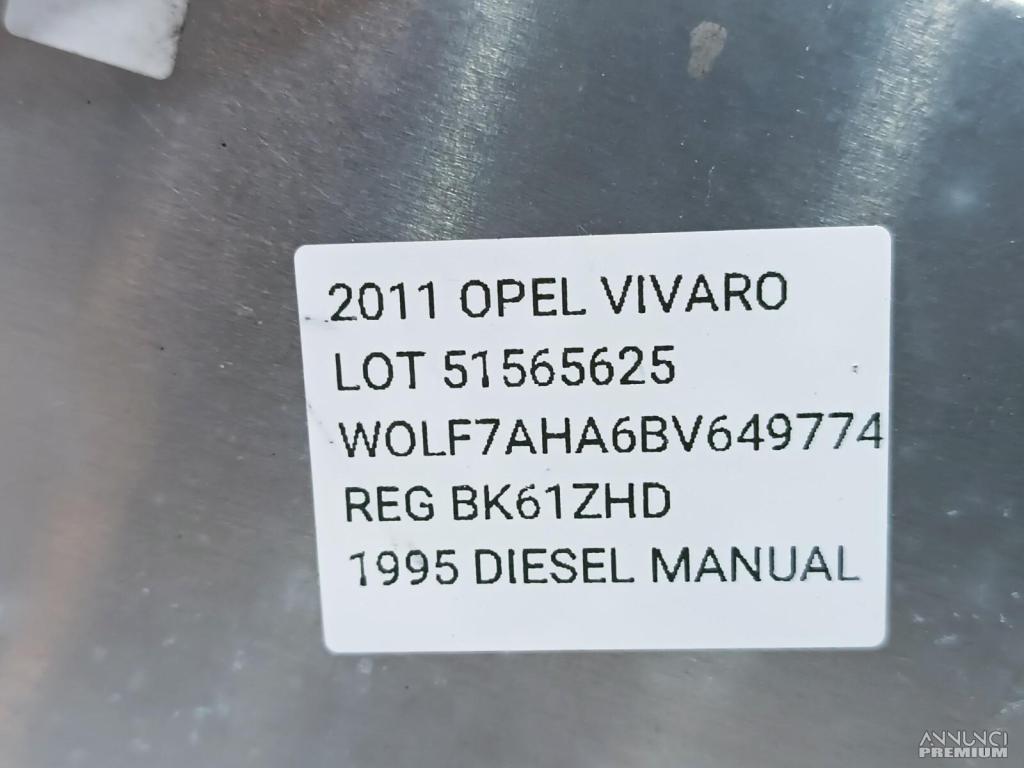 2011 OPEL VIVARO
LOT 51565625
WOLF7AHA6BV649774
REG BK61ZHD
1995 DIESEL MANUAL
ANNUNCI
PREMIUM